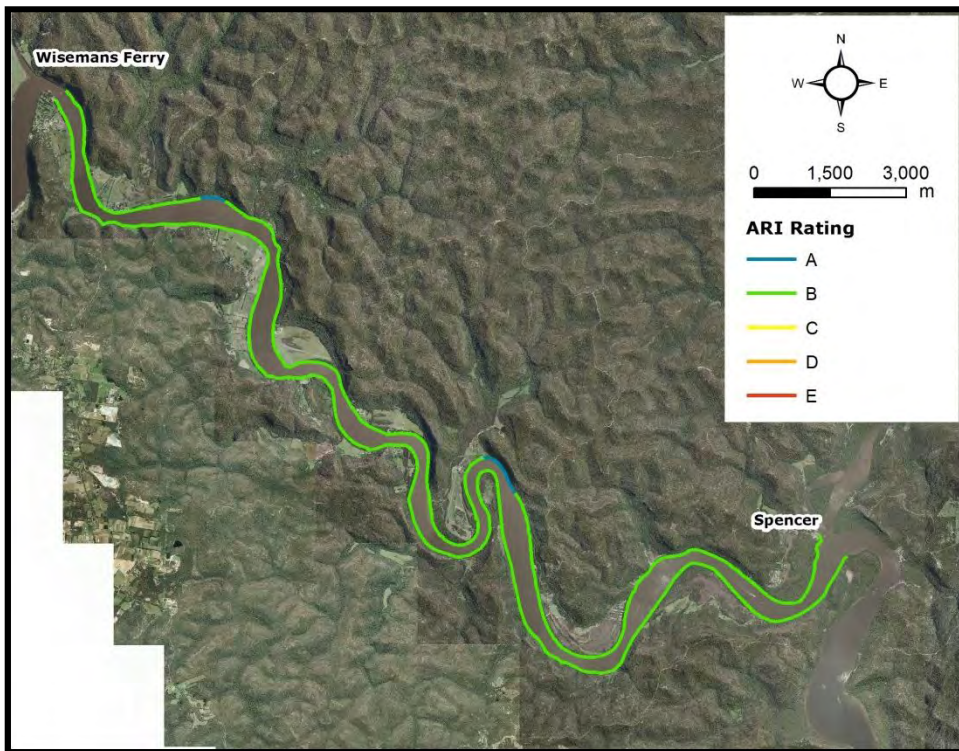 Wisemans Ferry
N
W E
S
0 1,500 3,000
m
ARI Rating
A
B
C
D
E
Spencer